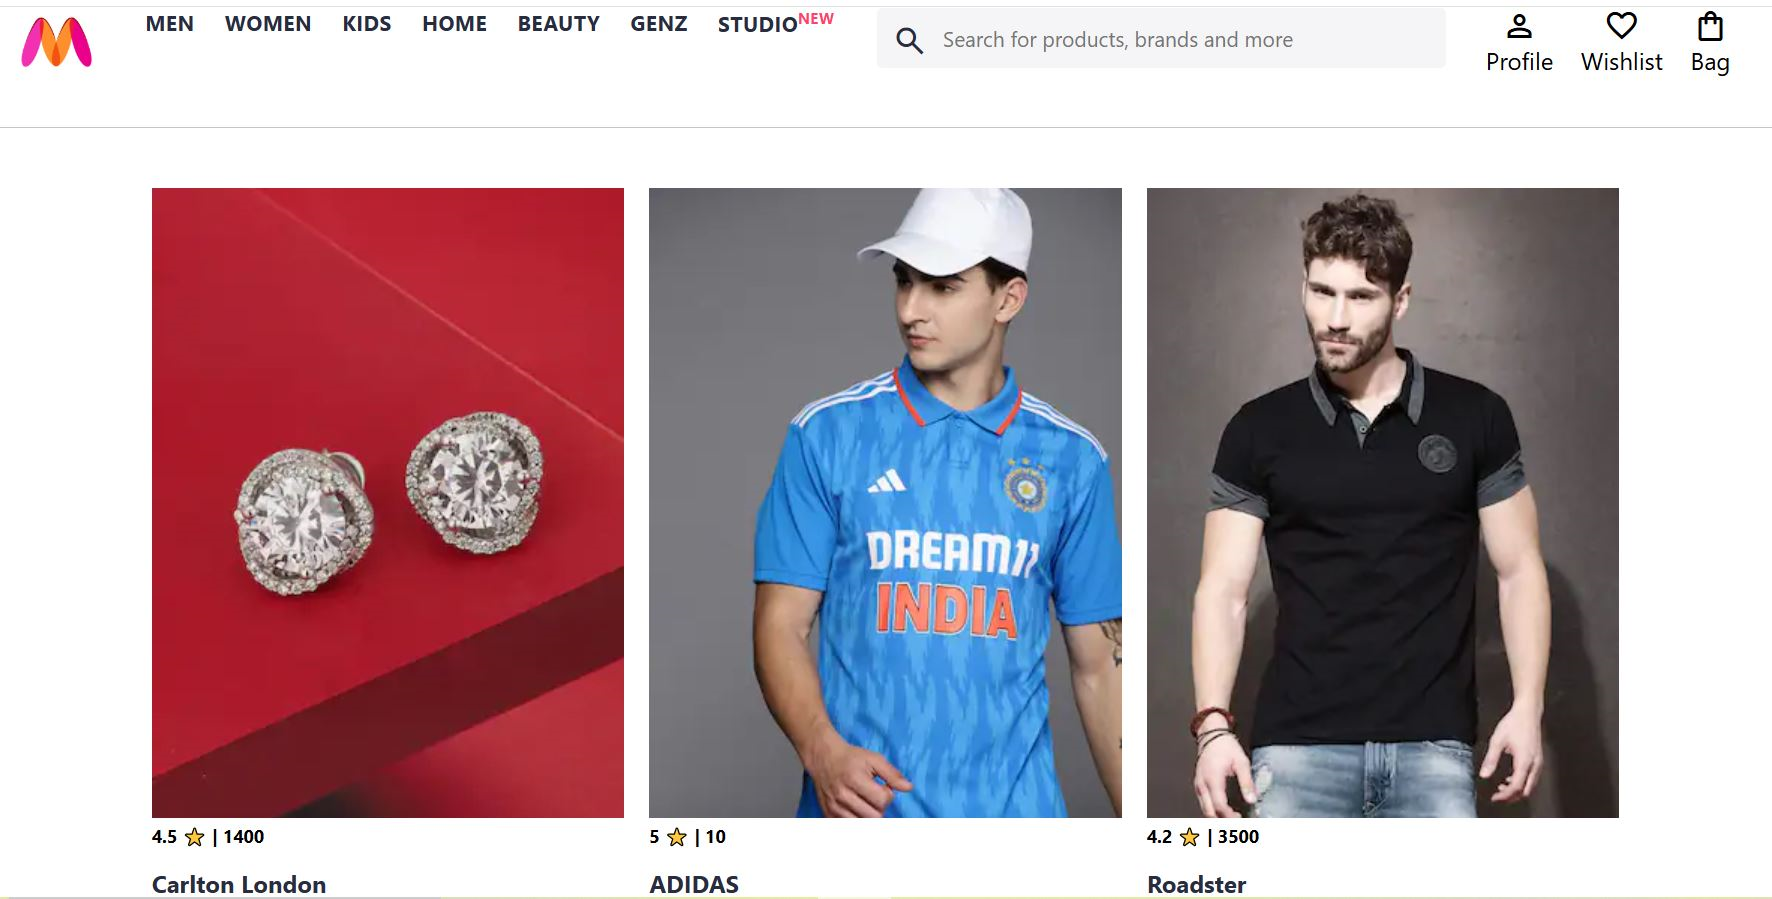 MEN WOMEN KIDS HOME BEAUTY GENZ STUDIO NEW
Search for products, brands and more
Profile Wishlist Bag
DREAM11
INDIA
4.5 ⭐ | 1400
5 ⭐ | 10
4.2 ⭐ | 3500
Carlton London
ADIDAS
Roadster